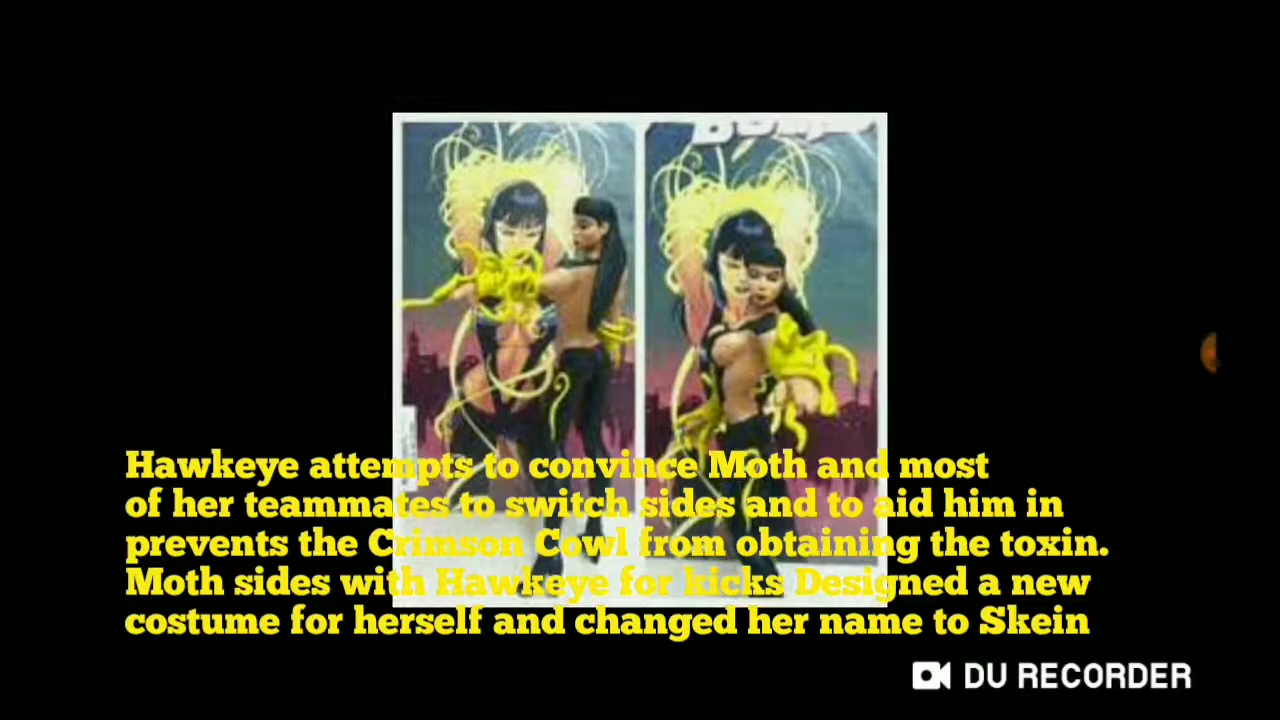 Hawkeye attempts to convince Moth and most
of her teammates to switch sides and to aid him in
prevents the Crimson Cowl from obtaining the toxin.
Moth sides with Hawkeye for kicks Designed a new
costume for herself and changed her name to Skein
DU RECORDER